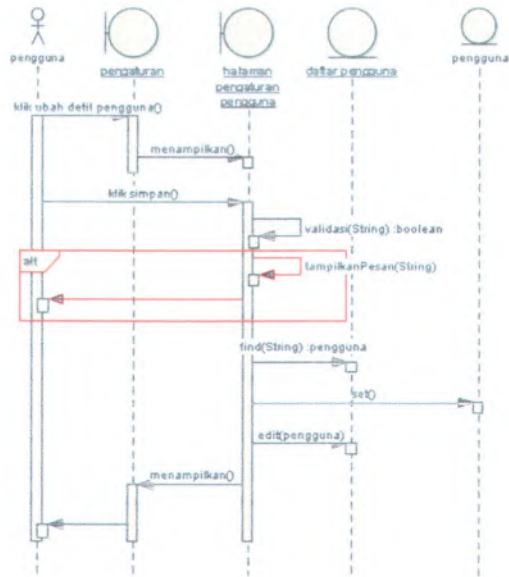 pengguna
pengaturan
halaman
pengaturan
pengguna
daftar pengguna
pengguna
klik ubah detil pengguna()
menampilkan()
klik simpan()
validasi(String) :boolean
alt
tampilkanPesan(String)
find(String) :pengguna
set()
edit(pengguna)
menampilkan()